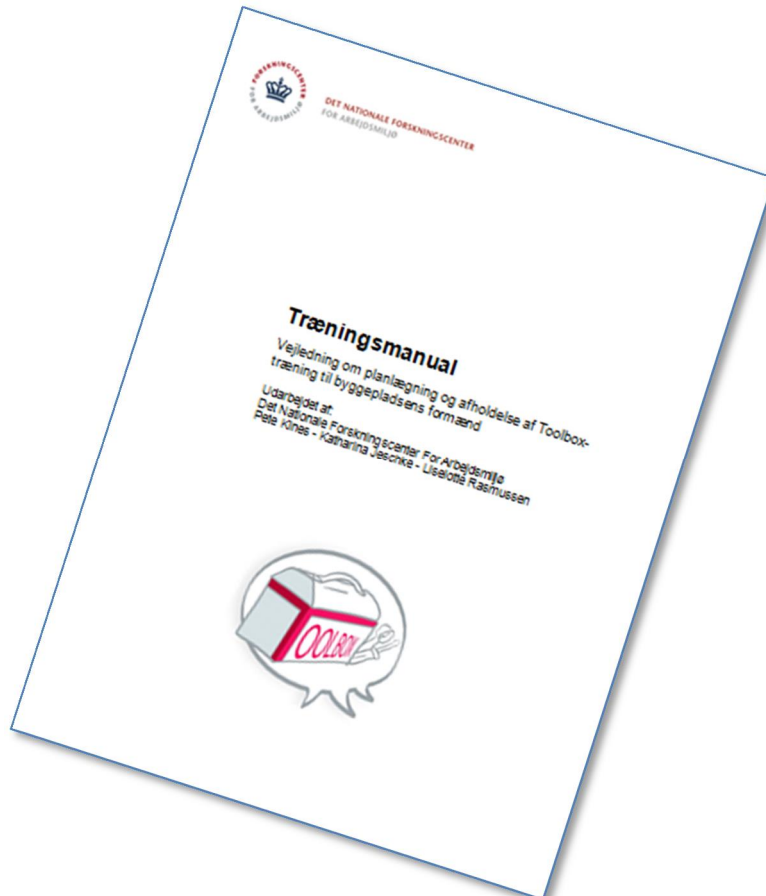 FORSKNINGSCENTER
FOR ARBEJDSMILJØ
DET NATIONALE FORSKNINGSCENTER
FOR ARBEJDSMILJØ
Træningsmanual
Vejledning om planlægning og afholdelse af Toolbox-
træning til byggepladsens formænd
Udarbejdet af:
Det Nationale Forskningscenter For Arbejdsmiljø
Pete Kines - Katharina Jeschke - Liselotte Rasmussen
TOOLBOX